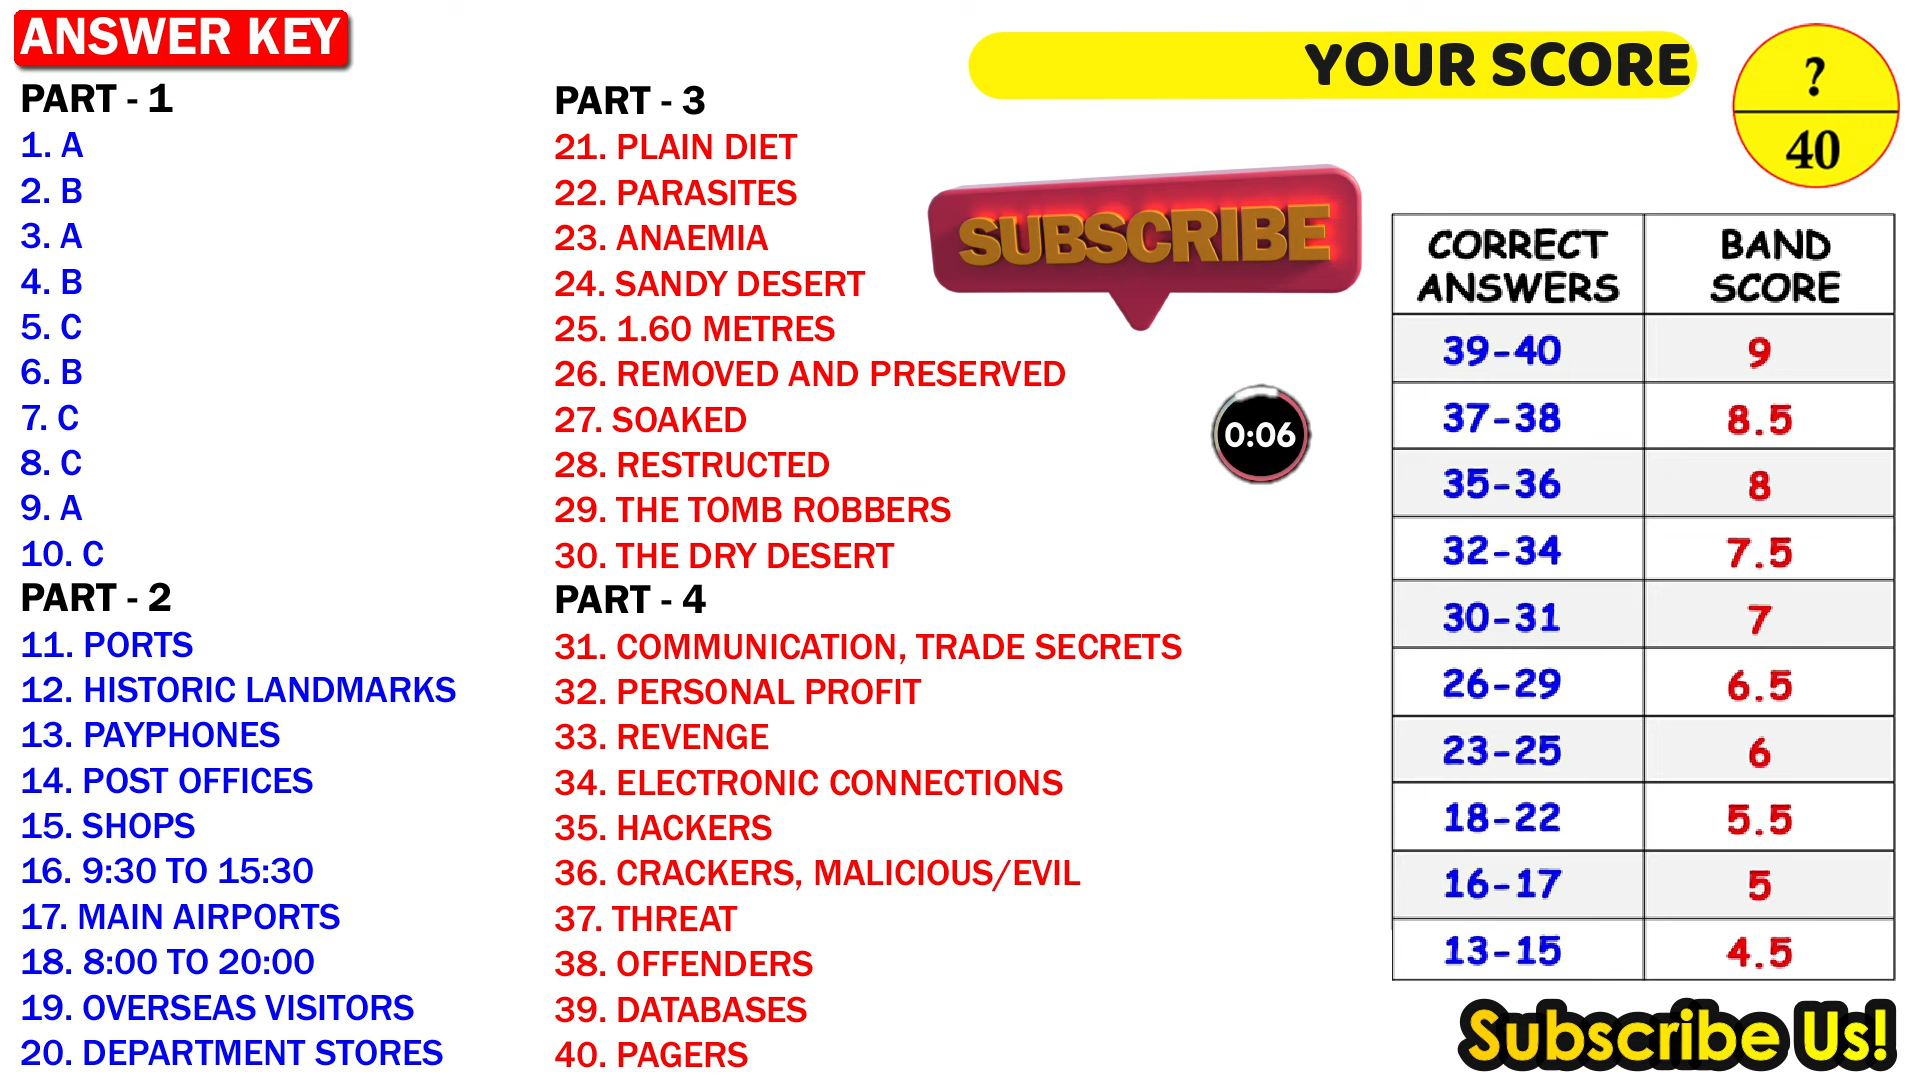 ANSWER KEY
PART - 1
1. A
2. B
3. A
4. B
5. C
6. B
7. C
8. C
9. A
10. C
PART - 2
11. PORTS
12. HISTORIC LANDMARKS
13. PAYPHONES
14. POST OFFICES
15. SHOPS
16. 9:30 TO 15:30
17. MAIN AIRPORTS
18. 8:00 TO 20:00
19. OVERSEAS VISITORS
20. DEPARTMENT STORES
PART - 3
21. PLAIN DIET
22. PARASITES
23. ANAEMIA
24. SANDY DESERT
25. 1.60 METRES
26. REMOVED AND PRESERVED
27. SOAKED
28. RESTRUCTED
29. THE TOMB ROBBERS
30. THE DRY DESERT
PART - 4
31. COMMUNICATION, TRADE SECRETS
32. PERSONAL PROFIT
33. REVENGE
34. ELECTRONIC CONNECTIONS
35. HACKERS
36. CRACKERS, MALICIOUS/EVIL
37. THREAT
38. OFFENDERS
39. DATABASES
40. PAGERS
YOUR SCORE
?
40
SUBSCRIBE
0:06
CORRECT ANSWERS BAND SCORE
39-40 9
37-38 8.5
35-36 8
32-34 7.5
30-31 7
26-29 6.5
23-25 6
18-22 5.5
16-17 5
13-15 4.5
Subscribe Us!